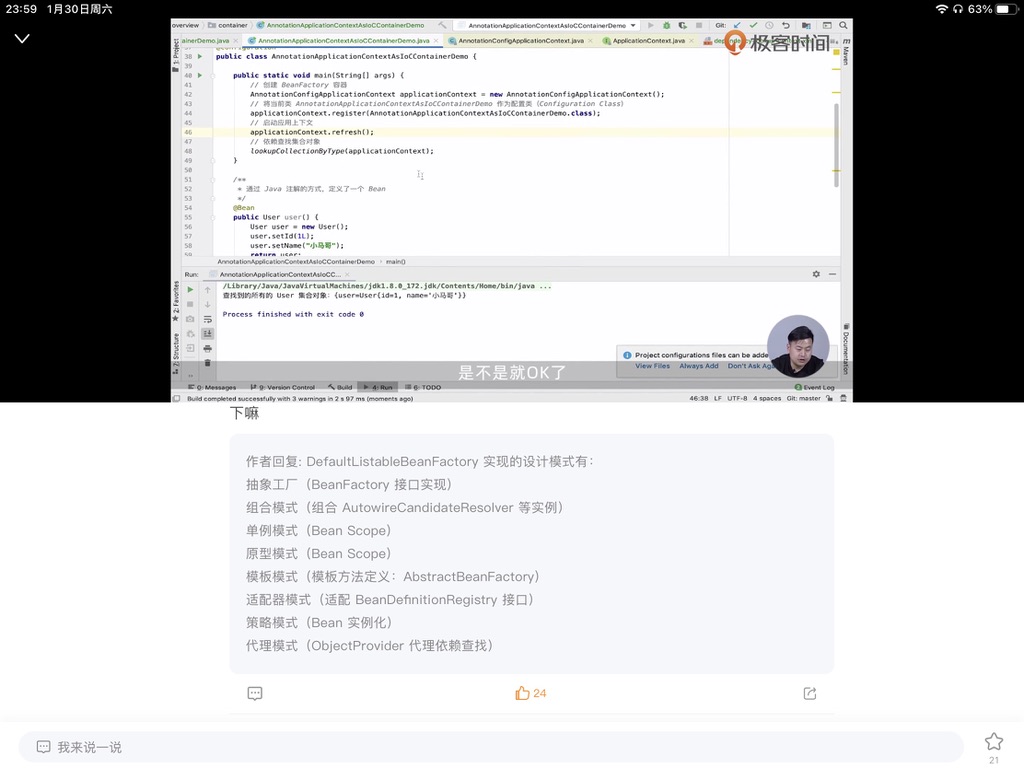 23:59 1月30日周六
63%
overview container AnnotationApplicationContextAsIoCContainerDemo AnnotationApplicationContextAsIoCContainerDemo Git:
ainerDemo.java AnnotationApplicationContextAsIoCContainerDemo.java AnnotationConfigApplicationContext.java ApplicationContext.java
极客时间
Maven
1: Project
38 public class AnnotationApplicationContextAsIoCContainerDemo {
39
40 public static void main(String[] args) {
41 // 创建 BeanFactory 容器
42 AnnotationConfigApplicationContext applicationContext = new AnnotationConfigApplicationContext();
43 // 将当前类 AnnotationApplicationContextAsIoCContainerDemo 作为配置类（Configuration Class）
44 applicationContext.register(AnnotationApplicationContextAsIoCContainerDemo.class);
45 // 启动应用上下文
46 applicationContext.refresh();
47 // 依赖查找集合对象
48 lookupCollectionByType(applicationContext);
49 }
50
51 /**
52 * 通过 Java 注解的方式，定义了一个 Bean
53 */
54 @Bean
55 public User user() {
56 User user = new User();
57 user.setId(1L);
58 user.setName("小马哥");
59 return user;
AnnotationApplicationContextAsIoCContainerDemo › main()
Run: AnnotationApplicationContextAsIoCC...
/Library/Java/JavaVirtualMachines/jdk1.8.0_172.jdk/Contents/Home/bin/java ...
查找到的所有的 User 集合对象：{user=User{id=1, name='小马哥'}}
Process finished with exit code 0
2: Favorites
7: Structure
Documentation
Project configurations files can be adde
View Files Always Add Don't Ask Aga
是不是就OK了
0: Messages 9: Version Control Build 4: Run 6: TODO Event Log
Build completed successfully with 3 warnings in 2 s 97 ms (moments ago) 46:38 LF UTF-8 4 spaces Git: master
下嘛
作者回复: DefaultListableBeanFactory 实现的设计模式有：
抽象工厂（BeanFactory 接口实现）
组合模式（组合 AutowireCandidateResolver 等实例）
单例模式（Bean Scope）
原型模式（Bean Scope）
模板模式（模板方法定义：AbstractBeanFactory）
适配器模式（适配 BeanDefinitionRegistry 接口）
策略模式（Bean 实例化）
代理模式（ObjectProvider 代理依赖查找）
24
我来说一说
21